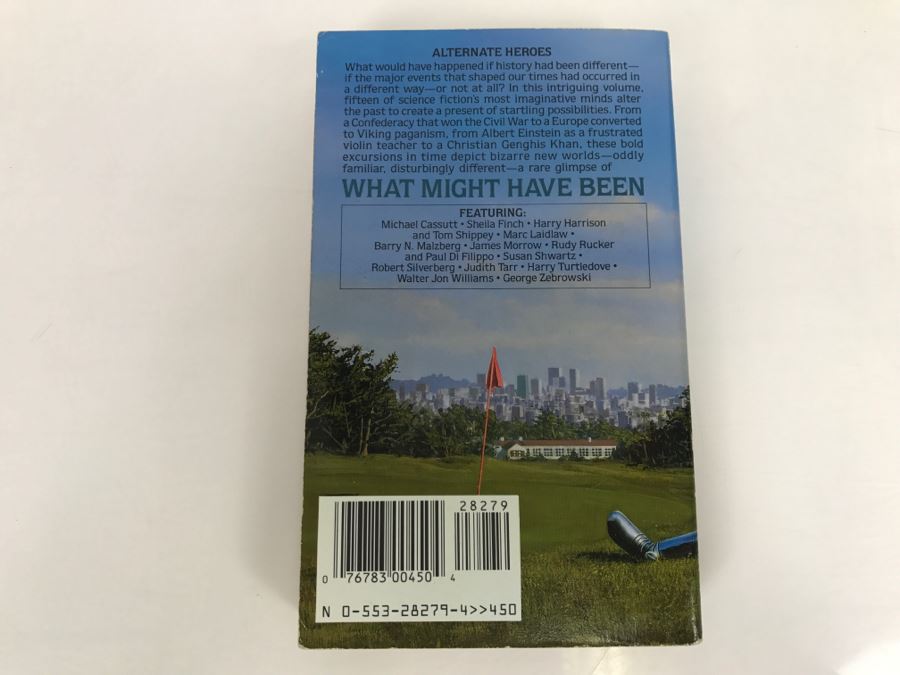 ALTERNATE HEROES
What would have happened if history had been different—
if the major events that shaped our times had occurred in
a different way—or not at all? In this intriguing volume,
fifteen of science fiction's most imaginative minds alter
the past to create a present of startling possibilities. From
a Confederacy that won the Civil War to a Europe converted
to Viking paganism, from Albert Einstein as a frustrated
violin teacher to a Christian Genghis Khan, these bold
excursions in time depict bizarre new worlds—oddly
familiar, disturbingly different—a rare glimpse of
WHAT MIGHT HAVE BEEN
FEATURING:
Michael Cassutt • Sheila Finch • Harry Harrison
and Tom Shippey • Marc Laidlaw •
Barry N. Malzberg • James Morrow • Rudy Rucker
and Paul Di Filippo • Susan Shwartz •
Robert Silverberg • Judith Tarr • Harry Turtledove •
Walter Jon Williams • George Zebrowski
28279
0 76783 00450 4
N 0-553-28279-4>>450